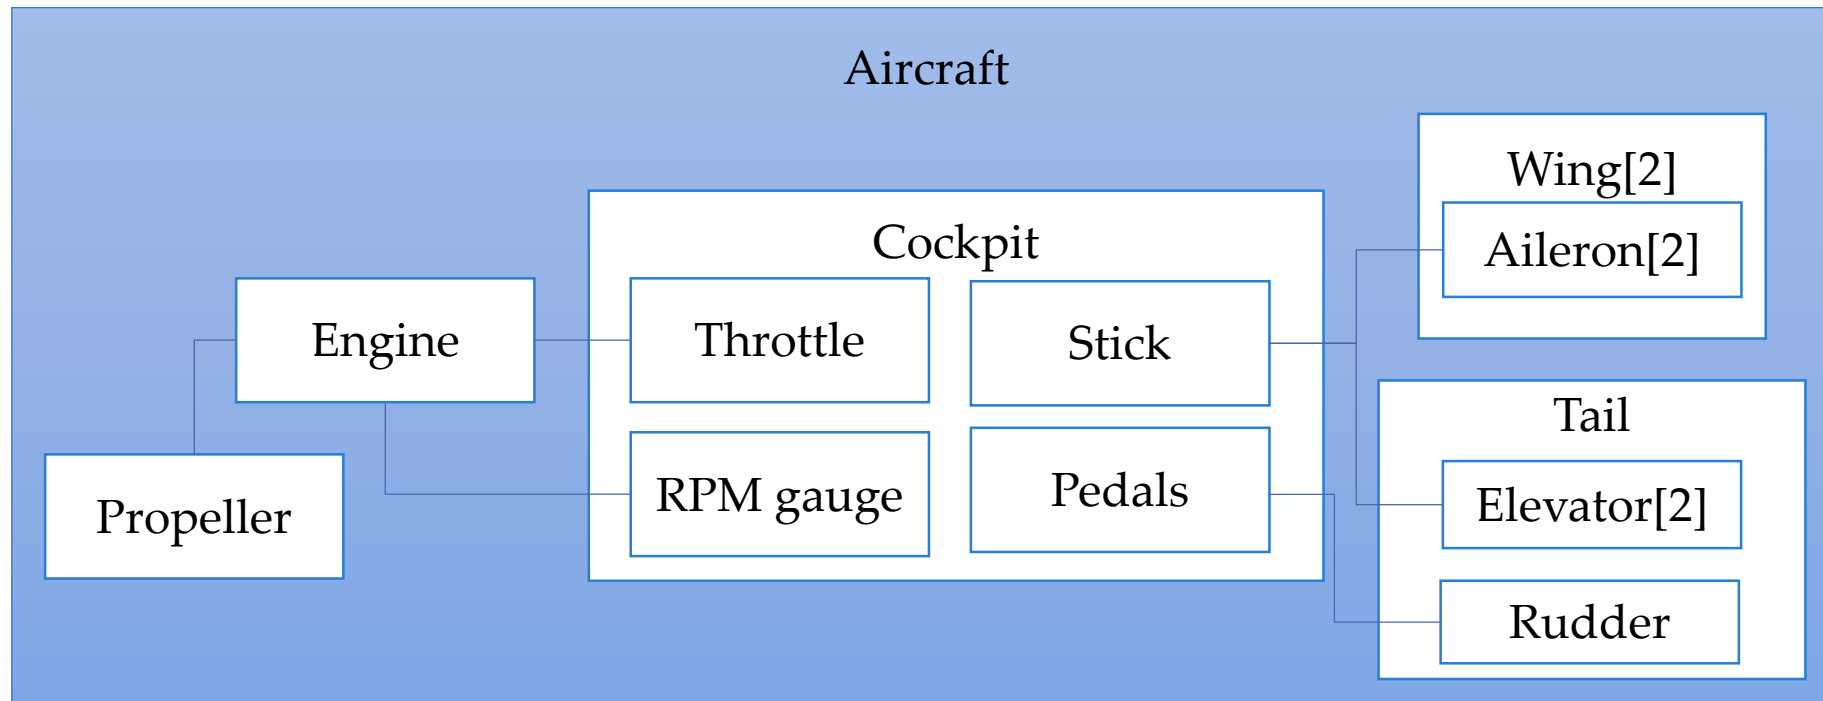 Aircraft
Wing[2]
Aileron[2]
Cockpit
Engine
Throttle
Stick
Tail
Propeller
RPM gauge
Pedals
Elevator[2]
Rudder